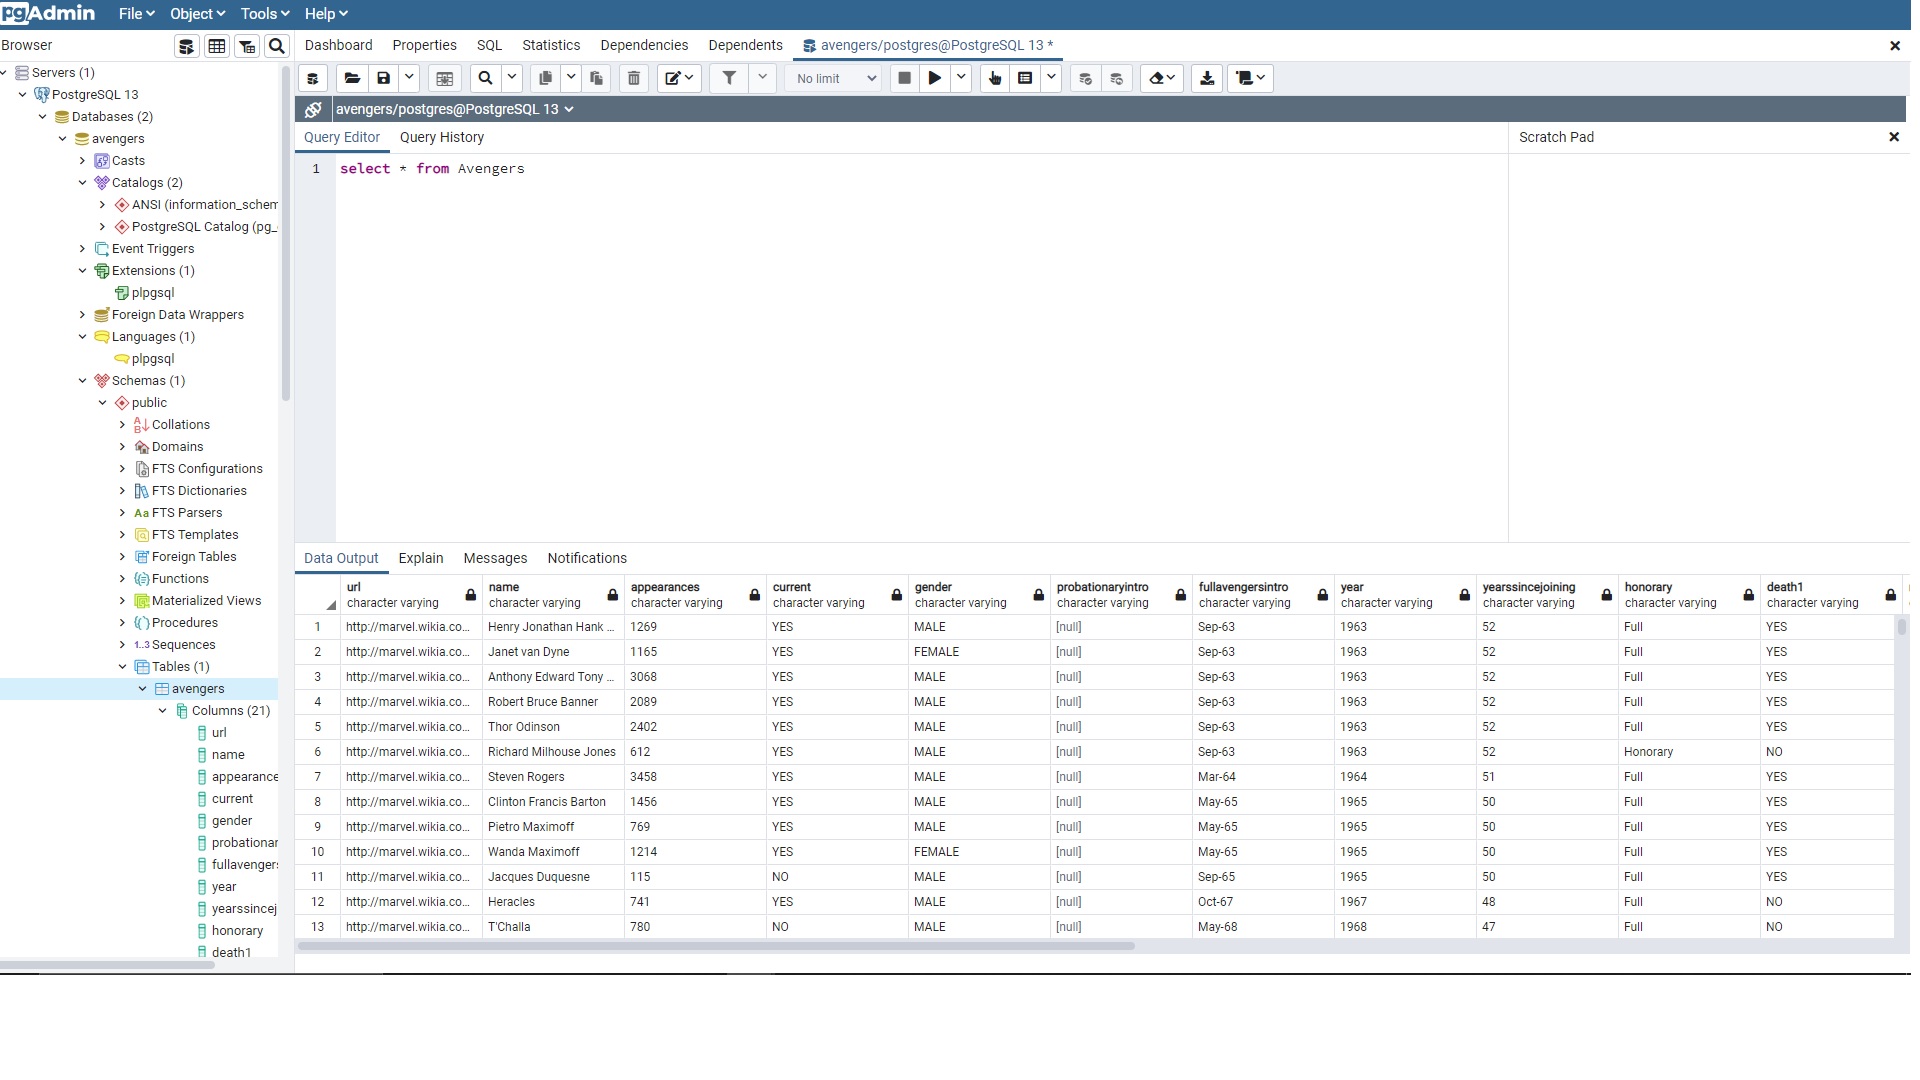 pgAdmin File Object Tools Help
Browser
Dashboard Properties SQL Statistics Dependencies Dependents avengers/postgres@PostgreSQL 13 *
Servers (1)
PostgreSQL 13
Databases (2)
avengers
Casts
Catalogs (2)
ANSI (information_schem
PostgreSQL Catalog (pg_
Event Triggers
Extensions (1)
plpgsql
Foreign Data Wrappers
Languages (1)
plpgsql
Schemas (1)
public
Collations
Domains
FTS Configurations
FTS Dictionaries
Aa FTS Parsers
FTS Templates
Foreign Tables
Functions
Materialized Views
Procedures
1..3 Sequences
Tables (1)
avengers
Columns (21)
url
name
appearance
current
gender
probationar
fullavenger
year
yearssincej
honorary
death1
No limit
avengers/postgres@PostgreSQL 13
Query Editor Query History
Scratch Pad
1 select * from Avengers
Data Output Explain Messages Notifications
url name appearances current gender probationaryintro fullavengersintro year yearssincejoining honorary death1
character varying character varying character varying character varying character varying character varying character varying character varying character varying character varying character varying
1 http://marvel.wikia.co... Henry Jonathan Hank ... 1269 YES MALE [null] Sep-63 1963 52 Full YES
2 http://marvel.wikia.co... Janet van Dyne 1165 YES FEMALE [null] Sep-63 1963 52 Full YES
3 http://marvel.wikia.co... Anthony Edward Tony ... 3068 YES MALE [null] Sep-63 1963 52 Full YES
4 http://marvel.wikia.co... Robert Bruce Banner 2089 YES MALE [null] Sep-63 1963 52 Full YES
5 http://marvel.wikia.co... Thor Odinson 2402 YES MALE [null] Sep-63 1963 52 Full YES
6 http://marvel.wikia.co... Richard Milhouse Jones 612 YES MALE [null] Sep-63 1963 52 Honorary NO
7 http://marvel.wikia.co... Steven Rogers 3458 YES MALE [null] Mar-64 1964 51 Full YES
8 http://marvel.wikia.co... Clinton Francis Barton 1456 YES MALE [null] May-65 1965 50 Full YES
9 http://marvel.wikia.co... Pietro Maximoff 769 YES MALE [null] May-65 1965 50 Full YES
10 http://marvel.wikia.co... Wanda Maximoff 1214 YES FEMALE [null] May-65 1965 50 Full YES
11 http://marvel.wikia.co... Jacques Duquesne 115 NO MALE [null] Sep-65 1965 50 Full YES
12 http://marvel.wikia.co... Heracles 741 YES MALE [null] Oct-67 1967 48 Full NO
13 http://marvel.wikia.co... T'Challa 780 NO MALE [null] May-68 1968 47 Full NO